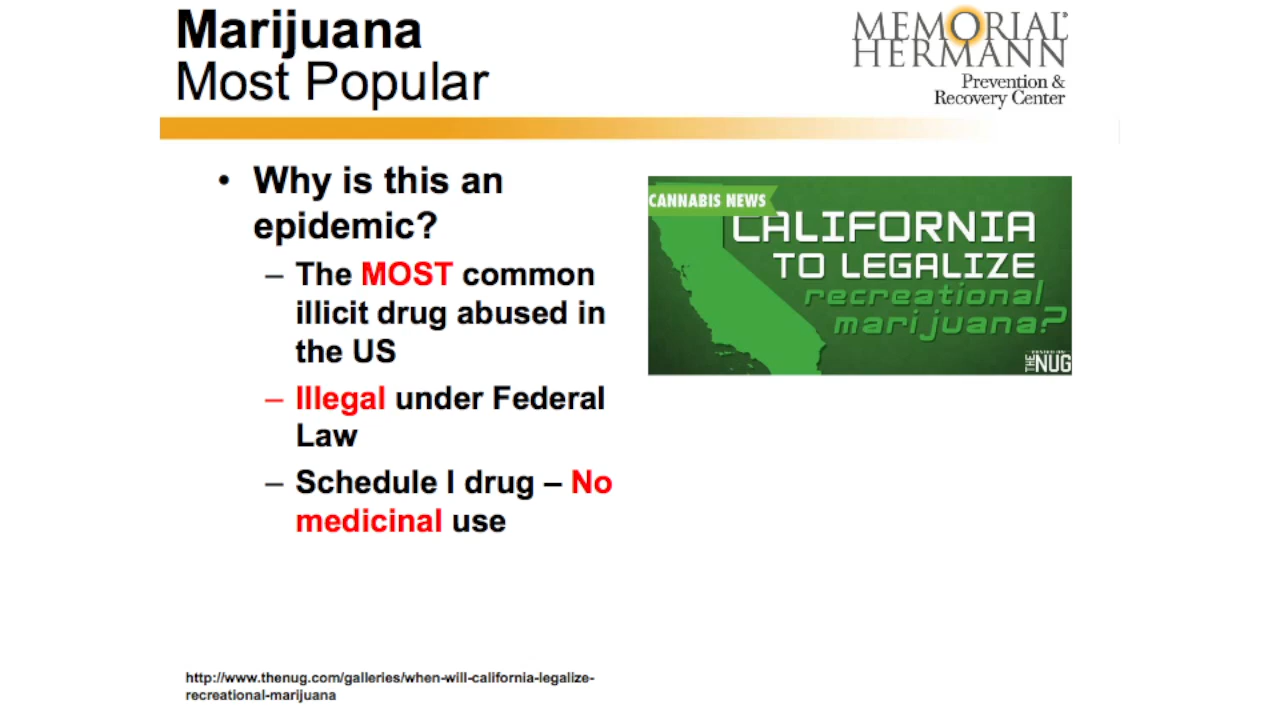 Marijuana
Most Popular
MEMORIAL®
HERMANN
Prevention &
Recovery Center
• Why is this an
epidemic?
– The MOST common
illicit drug abused in
the US
– Illegal under Federal
Law
– Schedule I drug – No
medicinal use
CANNABIS NEWS
CALIFORNIA
TO LEGALIZE
recreational
marijuana?
THE NUG
http://www.thenug.com/galleries/when-will-california-legalize-
recreational-marijuana